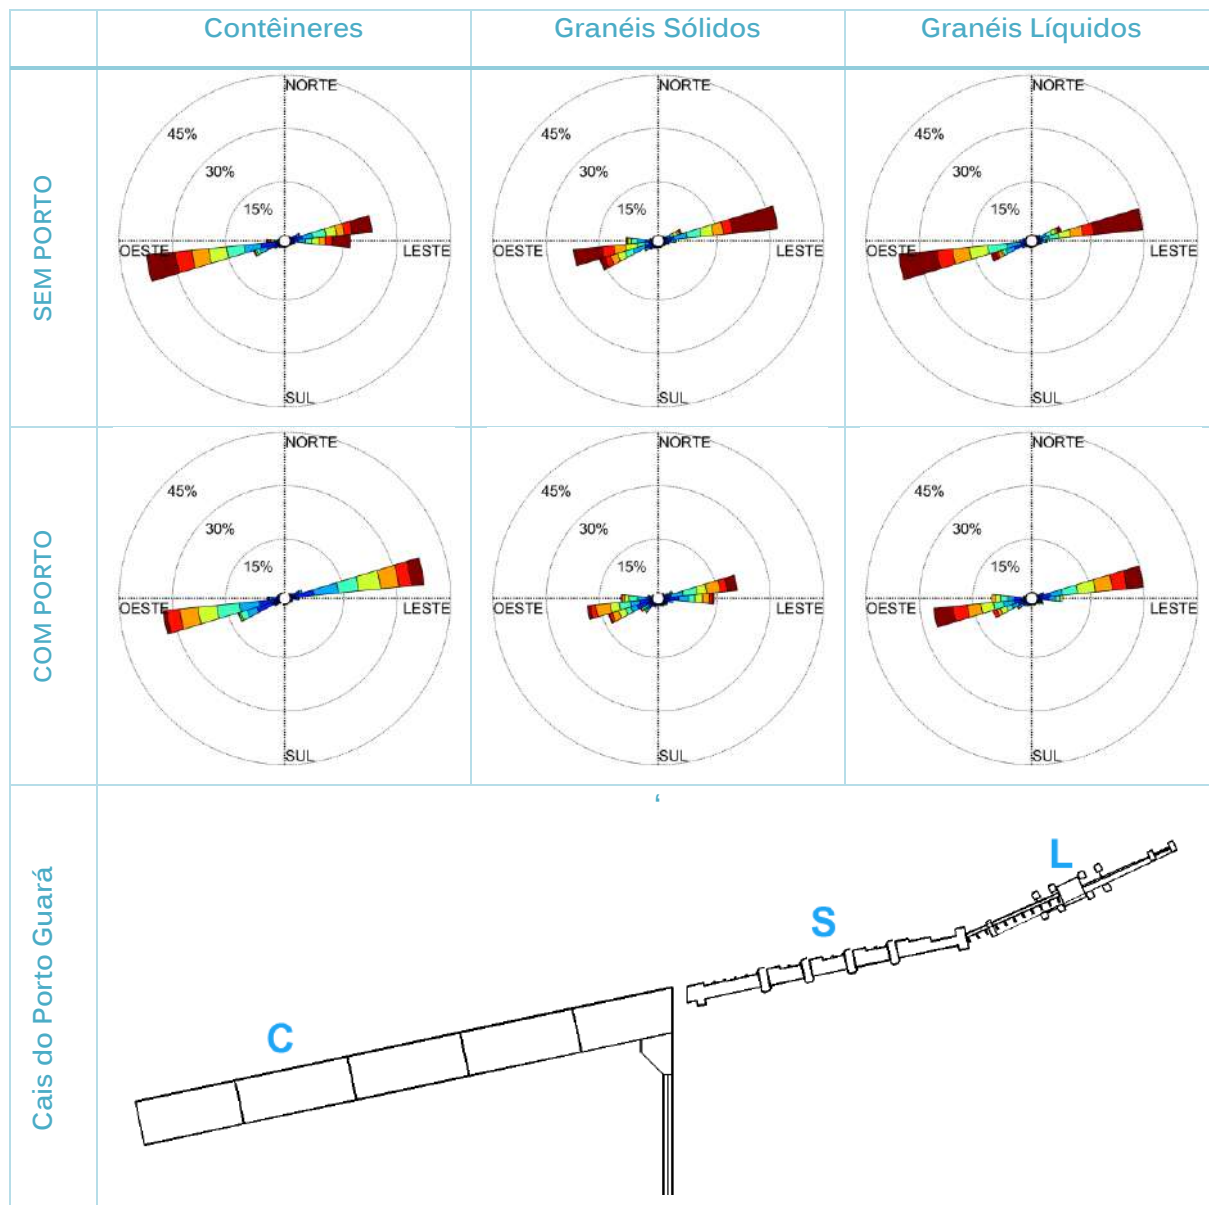 Contêineres
Granéis Sólidos
Granéis Líquidos
SEM PORTO
NORTE
45%
30%
15%
OESTE
LESTE
SUL
NORTE
45%
30%
15%
OESTE
LESTE
SUL
NORTE
45%
30%
15%
OESTE
LESTE
SUL
COM PORTO
NORTE
45%
30%
15%
OESTE
LESTE
SUL
NORTE
45%
30%
15%
OESTE
LESTE
SUL
NORTE
45%
30%
15%
OESTE
LESTE
SUL
Cais do Porto Guará
‘
L
S
C